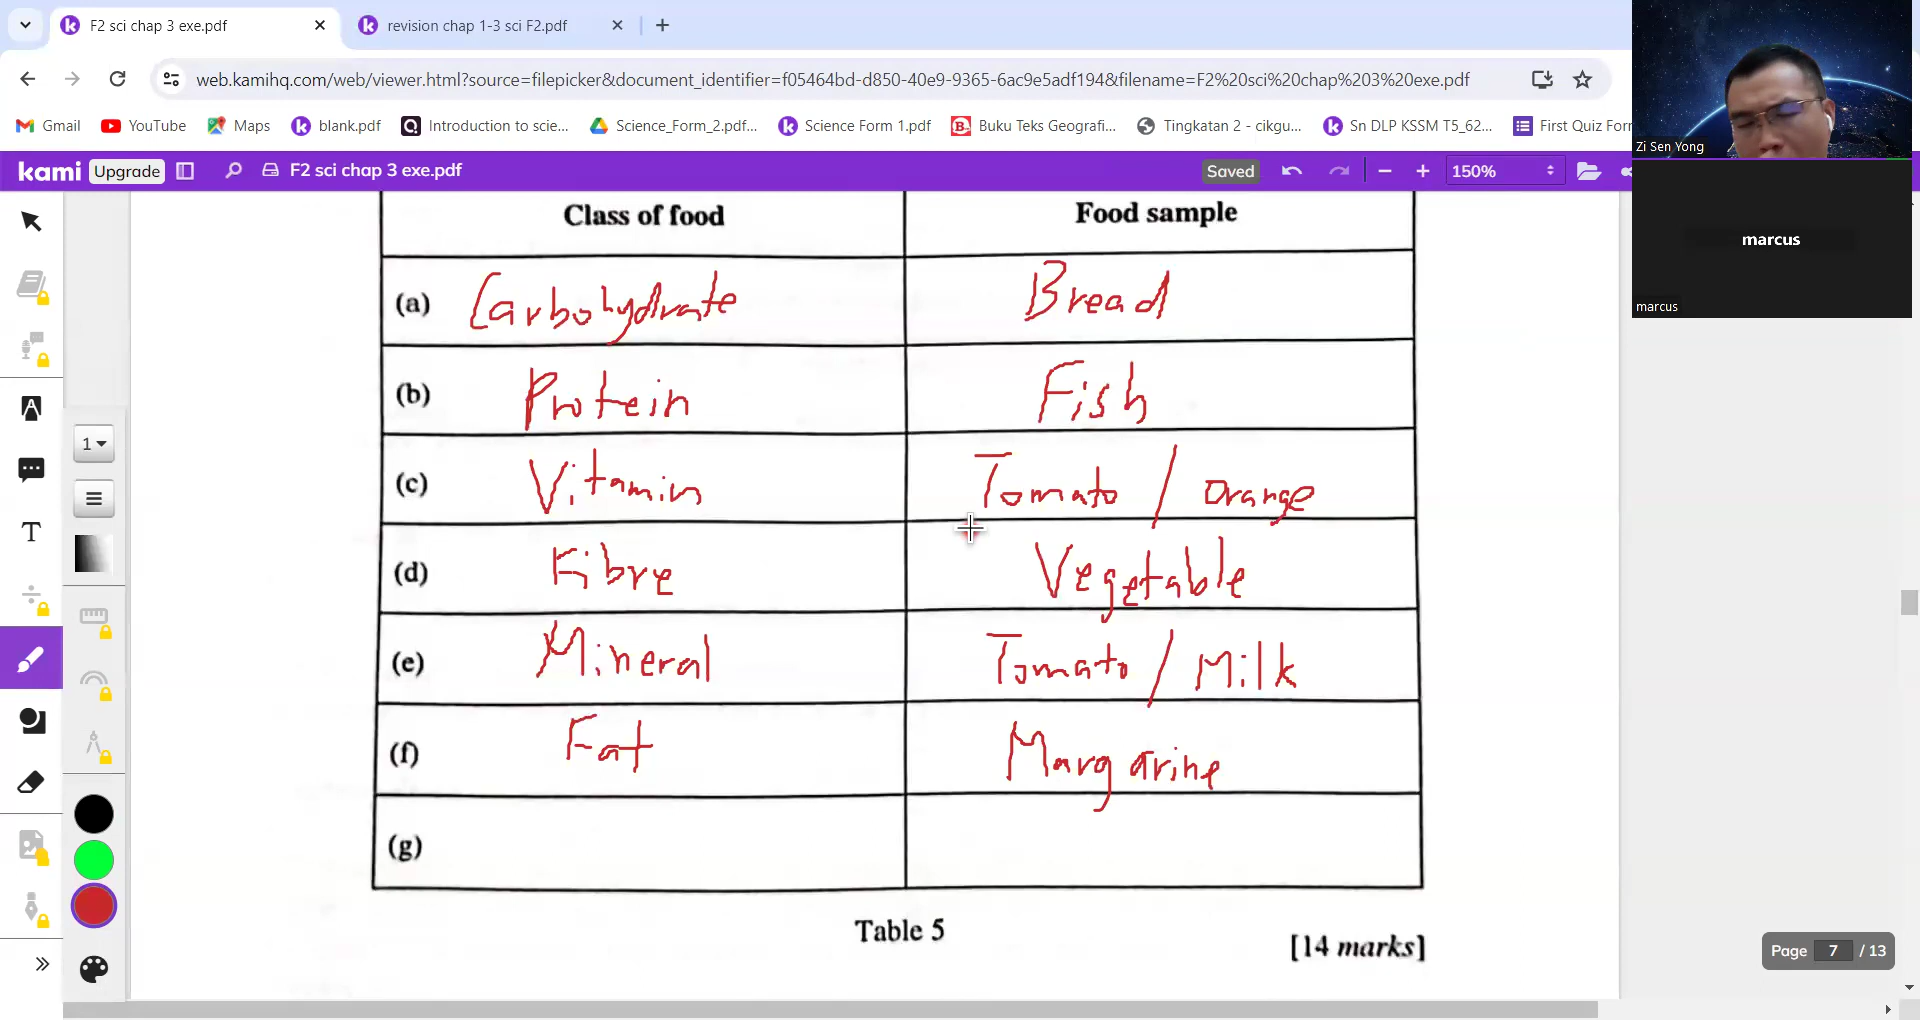 F2 sci chap 3 exe.pdf
revision chap 1-3 sci F2.pdf
web.kamihq.com/web/viewer.html?source=filepicker&document_identifier=f05464bd-d850-40e9-9365-6ac9e5adf194&filename=F2%20sci%20chap%203%20exe.pdf
Gmail YouTube Maps blank.pdf Introduction to scie... Science_Form_2.pdf... Science Form 1.pdf Buku Teks Geografi... Tingkatan 2 - cikgu... Sn DLP KSSM T5_62... First Quiz For
Zi Sen Yong
kami Upgrade F2 sci chap 3 exe.pdf Saved 150%
marcus
marcus
Class of food Food sample
(a) Carbohydrate Bread
(b) Protein Fish
(c) Vitamin Tomato / Orange
(d) Fibre Vegetable
(e) Mineral Tomato / Milk
(f) Fat Margarine
(g)
Table 5
[14 marks]
1
T
Page 7 / 13